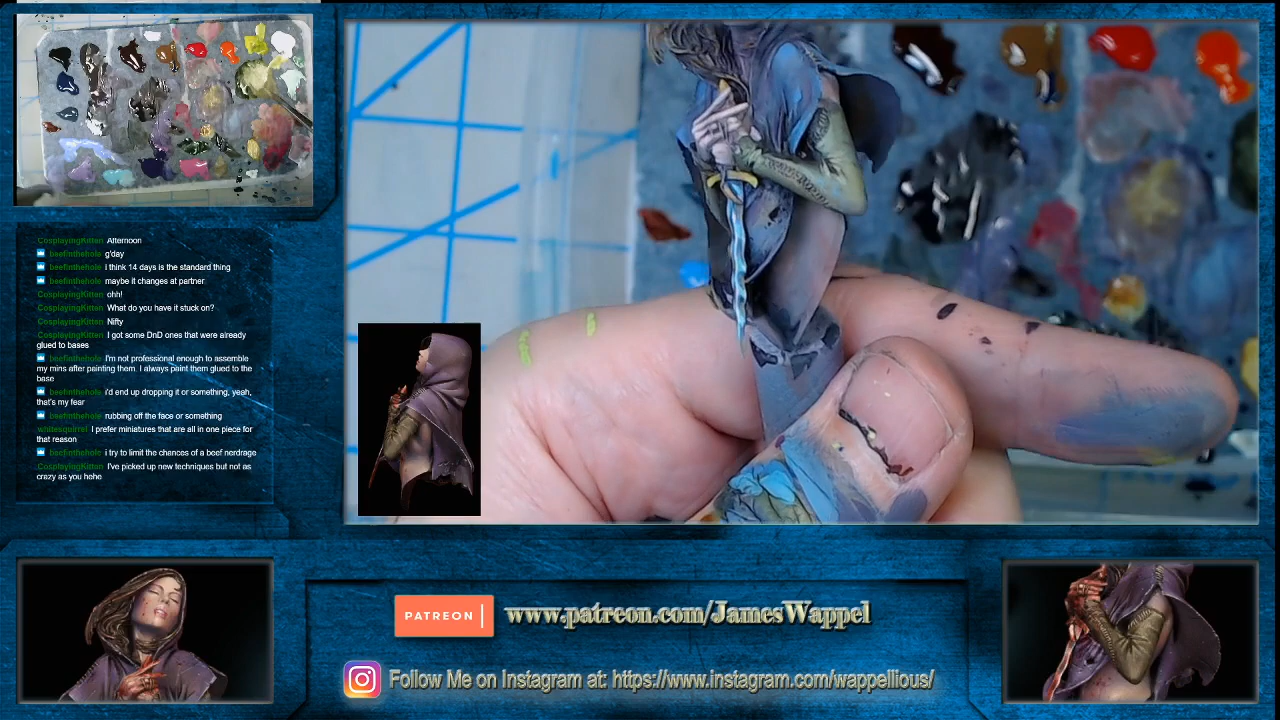 CosplayingKitten Afternoon
beefinthehole g'day
beefinthehole i think 14 days is the standard thing
beefinthehole maybe it changes at partner
CosplayingKitten ohh!
CosplayingKitten What do you have it stuck on?
CosplayingKitten Nifty
CosplayingKitten I got some DnD ones that were already
glued to bases
beefinthehole I'm not professional enough to assemble
my mins after painting them. I always paint them glued to the
base
beefinthehole i'd end up dropping it or something, yeah,
that's my fear
beefinthehole rubbing off the face or something
whitesquirrel I prefer miniatures that are all in one piece for
that reason
beefinthehole i try to limit the chances of a beef nerdrage
CosplayingKitten I've picked up new techniques but not as
crazy as you hehe
PATREON
www.patreon.com/JamesWappel
Follow Me on Instagram at: https://www.instagram.com/wappellious/